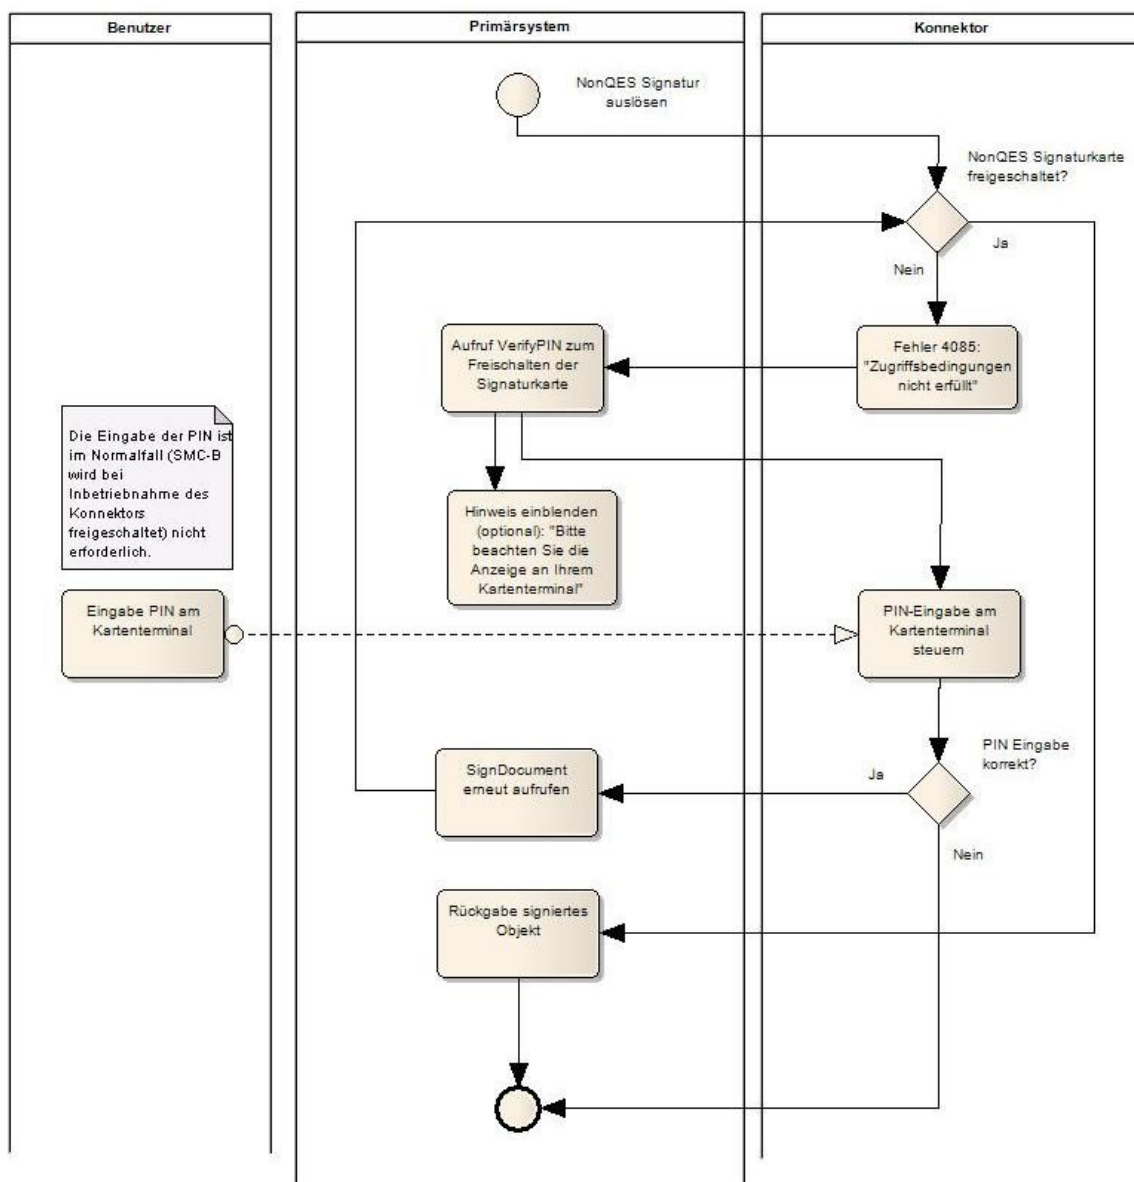 Benutzer
Primärsystem
Konnektor
NonQES Signatur
auslösen
NonQES Signaturkarte
freigeschaltet?
Ja
Nein
Aufruf VerifyPIN zum
Freischalten der
Signaturkarte
Fehler 4085:
"Zugriffsbedingungen
nicht erfüllt"
Die Eingabe der PIN ist
im Normalfall (SMC-B
wird bei
Inbetriebnahme des
Konnektors
freigeschaltet) nicht
erforderlich.
Hinweis einblenden
(optional): "Bitte
beachten Sie die
Anzeige an Ihrem
Kartenterminal"
Eingabe PIN am
Kartenterminal
PIN-Eingabe am
Kartenterminal
steuern
PIN Eingabe
korrekt?
Ja
SignDocument
erneut aufrufen
Nein
Rückgabe signiertes
Objekt